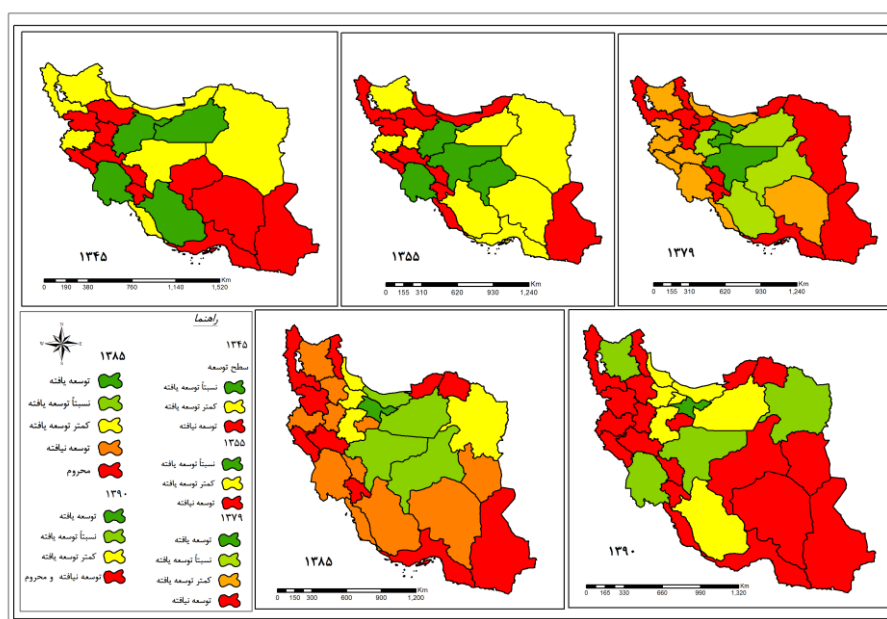 ۱۳۴۵
Km
0 190 380 760 1,140 1,520
۱۳۵۵
Km
0 155 310 620 930 1,240
۱۳۷۹
Km
0 155 310 620 930 1,240
راهنما
۱۳۴۵
سطح توسعه
نسبتاً توسعه یافته
کمتر توسعه یافته
توسعه نیافته
۱۳۵۵
نسبتاً توسعه یافته
کمتر توسعه یافته
توسعه نیافته
۱۳۷۹
توسعه یافته
نسبتاً توسعه یافته
کمتر توسعه یافته
توسعه نیافته
۱۳۸۵
توسعه یافته
نسبتاً توسعه یافته
کمتر توسعه یافته
توسعه نیافته
محروم
۱۳۹۰
توسعه یافته
نسبتاً توسعه یافته
کمتر توسعه یافته
توسعه نیافته و محروم
۱۳۸۵
Km
0 150 300 600 900 1,200
۱۳۹۰
Km
0 165 330 660 990 1,320